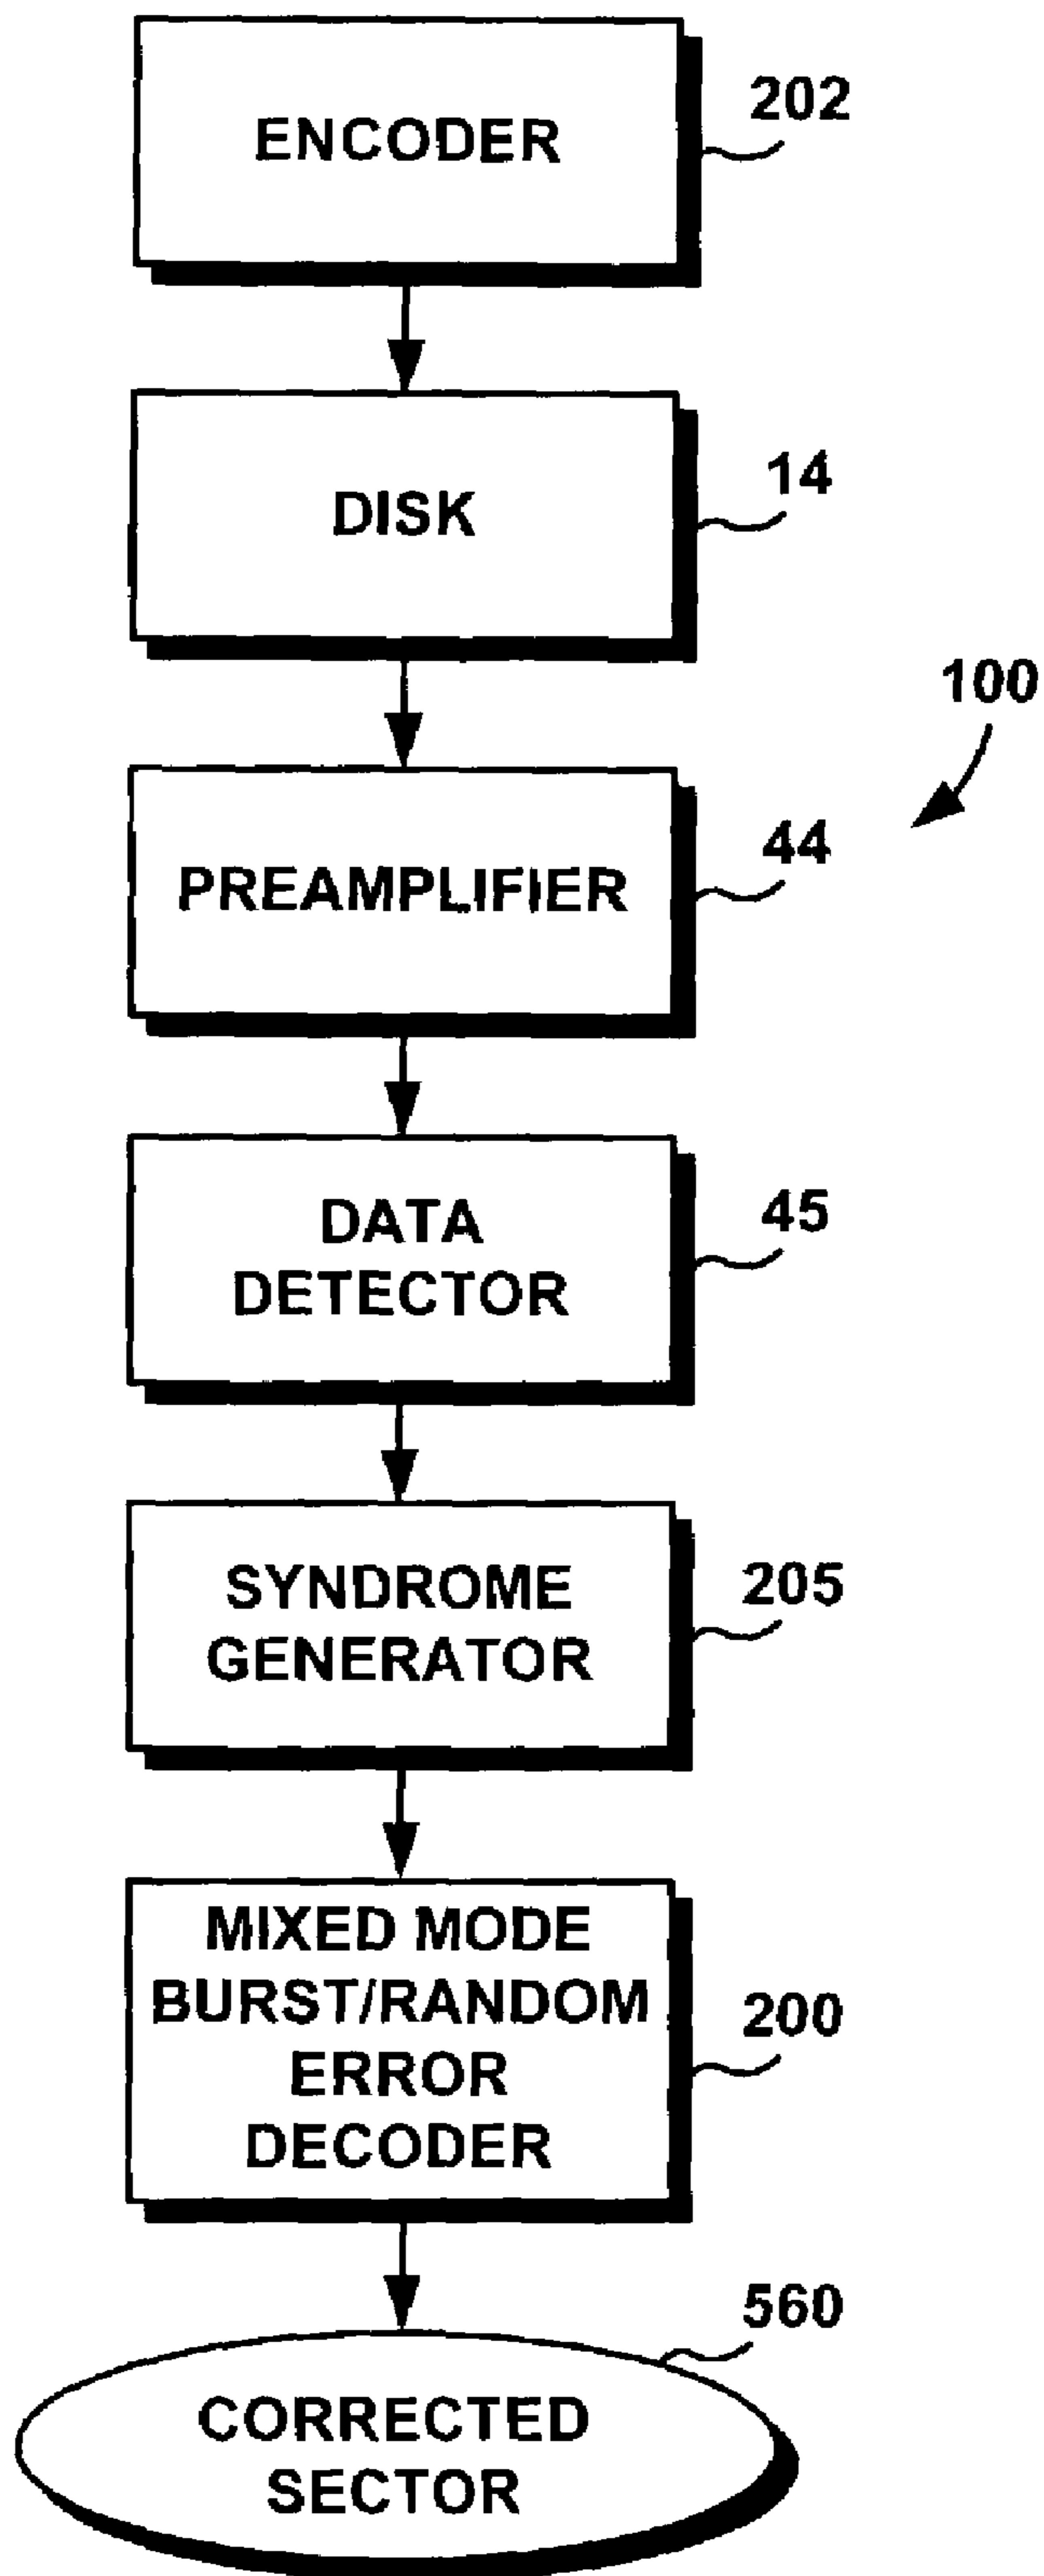 ENCODER
202
DISK
14
100
PREAMPLIFIER
44
DATA
DETECTOR
45
SYNDROME
GENERATOR
205
MIXED MODE
BURST/RANDOM
ERROR
DECODER
200
560
CORRECTED
SECTOR